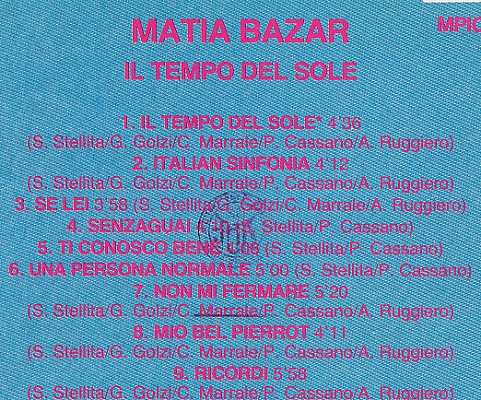 MATIA BAZAR
MPIC
IL TEMPO DEL SOLE
1. IL TEMPO DEL SOLE* 4'36
(S. Stellita/G. Golzi/C. Marrale/P. Cassano/A. Ruggiero)
2. ITALIAN SINFONIA 4'12
(S. Stellita/G. Golzi/C. Marrale/P. Cassano/A. Ruggiero)
3. SE LEI 3'58 (S. Stellita/G. Golzi/C. Marrale/A. Ruggiero)
4. SENZAGUAI (S. Stellita/P. Cassano)
5. TI CONOSCO BENE 4'08 (S. Stellita/P. Cassano)
6. UNA PERSONA NORMALE 5'00 (S. Stellita/P. Cassano)
7. NON MI FERMARE 5'20
(S. Stellita/G. Golzi/C. Marrale/P. Cassano/A. Ruggiero)
8. MIO BEL PIERROT 4'11
(S. Stellita/G. Golzi/C. Marrale/P. Cassano/A. Ruggiero)
9. RICORDI 5'58
(S. Stellita/G. Golzi/C. Marrale/P. Cassano/A. Ruggiero)